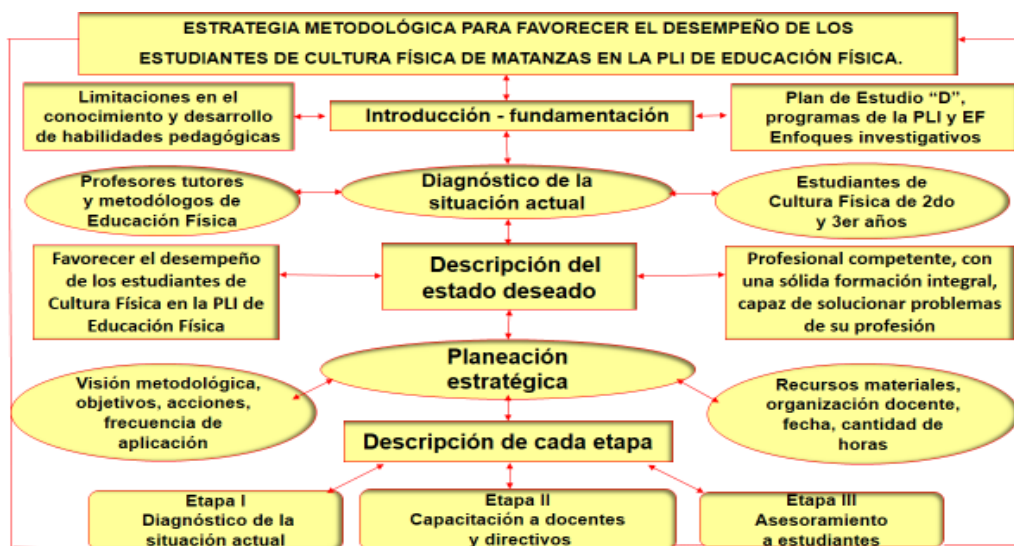 ESTRATEGIA METODOLÓGICA PARA FAVORECER EL DESEMPEÑO DE LOS
ESTUDIANTES DE CULTURA FÍSICA DE MATANZAS EN LA PLI DE EDUCACIÓN FÍSICA.
Limitaciones en el
conocimiento y desarrollo
de habilidades pedagógicas
Introducción - fundamentación
Plan de Estudio “D”,
programas de la PLI y EF
Enfoques investigativos
Profesores tutores
y metodólogos de
Educación Física
Diagnóstico de la
situación actual
Estudiantes de
Cultura Física de 2do
y 3er años
Favorecer el desempeño
de los estudiantes de
Cultura Física en la PLI de
Educación Física
Descripción del
estado deseado
Profesional competente, con
una sólida formación integral,
capaz de solucionar problemas
de su profesión
Planeación
estratégica
Visión metodológica,
objetivos, acciones,
frecuencia de
aplicación
Recursos materiales,
organización docente,
fecha, cantidad de
horas
Descripción de cada etapa
Etapa I
Diagnóstico de la
situación actual
Etapa II
Capacitación a docentes
y directivos
Etapa III
Asesoramiento
a estudiantes